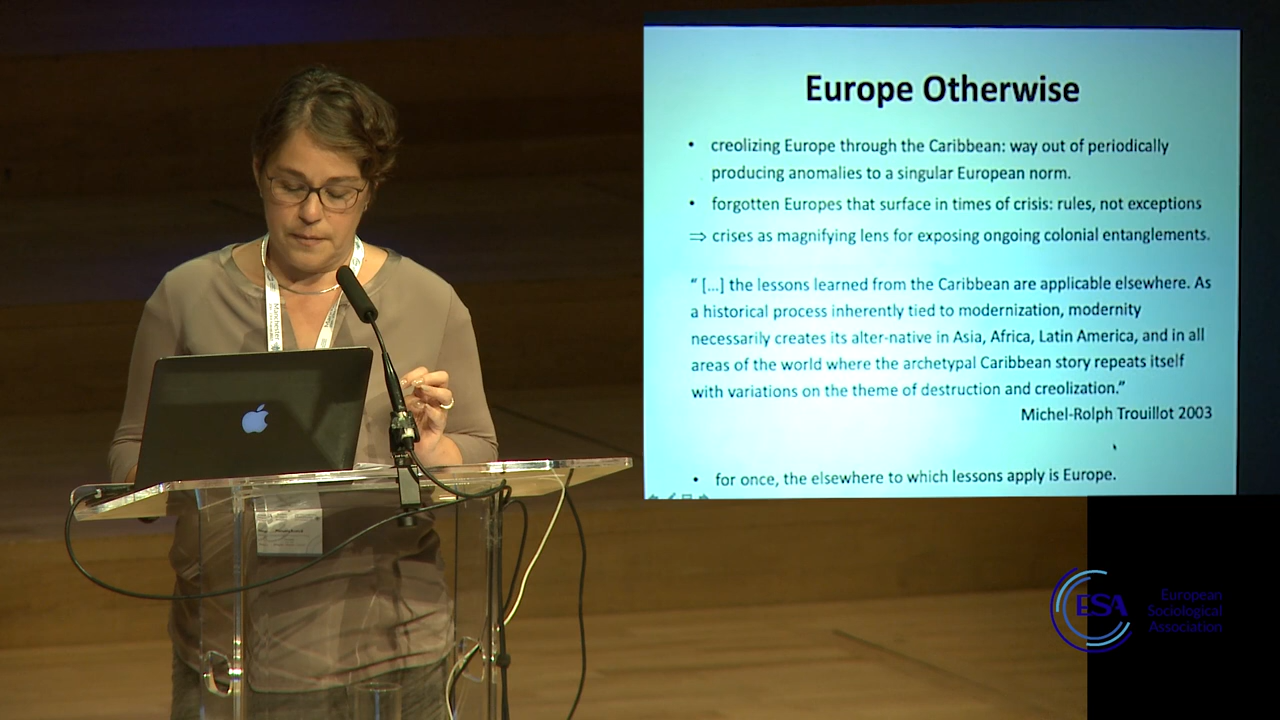 Europe Otherwise
• creolizing Europe through the Caribbean: way out of periodically
producing anomalies to a singular European norm.
• forgotten Europes that surface in times of crisis: rules, not exceptions
⇒ crises as magnifying lens for exposing ongoing colonial entanglements.
“ [...] the lessons learned from the Caribbean are applicable elsewhere. As
a historical process inherently tied to modernization, modernity
necessarily creates its alter-native in Asia, Africa, Latin America, and in all
areas of the world where the archetypal Caribbean story repeats itself
with variations on the theme of destruction and creolization.”
Michel-Rolph Trouillot 2003
• for once, the elsewhere to which lessons apply is Europe.
Manchester
ESA
European
Sociological
Association